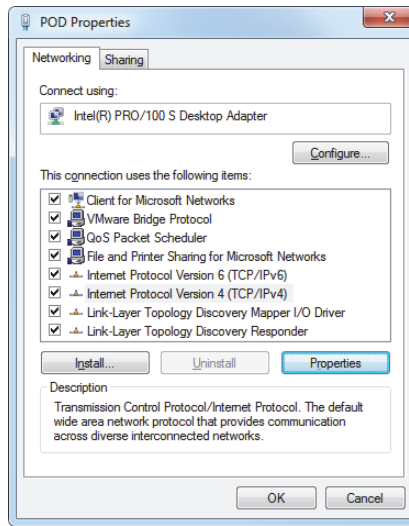 POD Properties
Networking
Sharing
Connect using:
Intel(R) PRO/100 S Desktop Adapter
Configure...
This connection uses the following items:
Client for Microsoft Networks
VMware Bridge Protocol
QoS Packet Scheduler
File and Printer Sharing for Microsoft Networks
Internet Protocol Version 6 (TCP/IPv6)
Internet Protocol Version 4 (TCP/IPv4)
Link-Layer Topology Discovery Mapper I/O Driver
Link-Layer Topology Discovery Responder
Install...
Uninstall
Properties
Description
Transmission Control Protocol/Internet Protocol. The default
wide area network protocol that provides communication
across diverse interconnected networks.
OK
Cancel